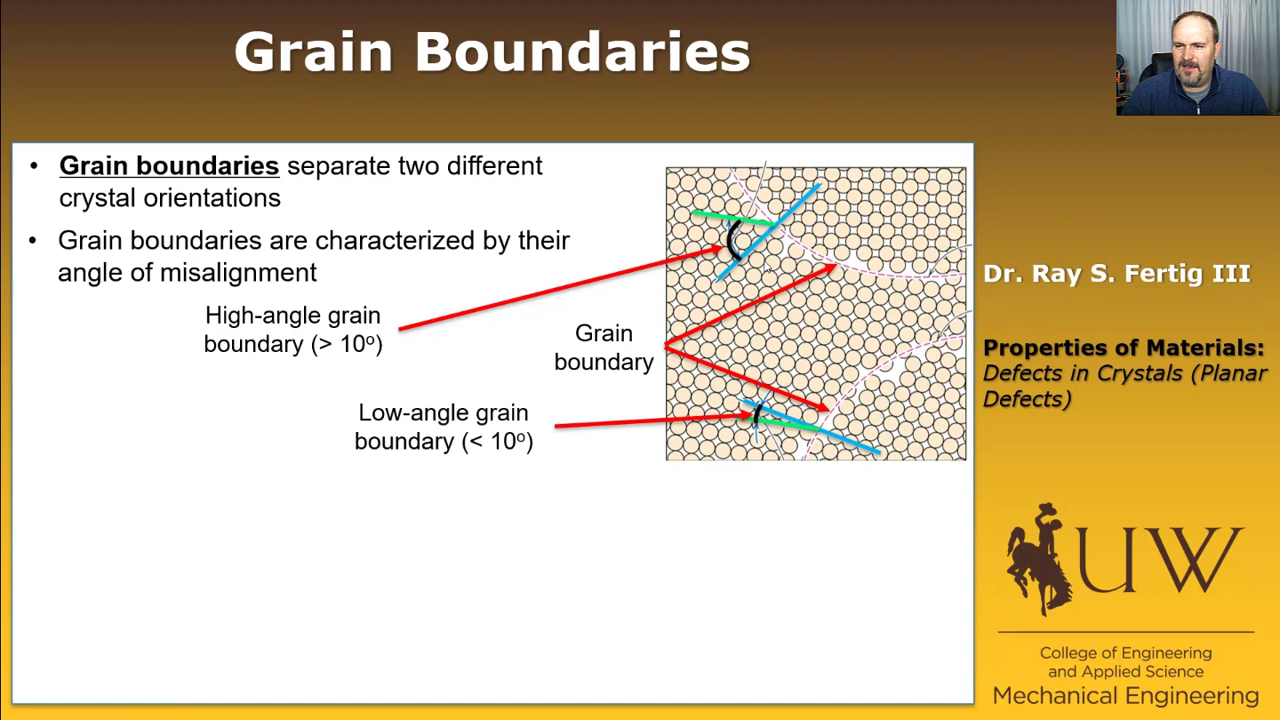 Grain Boundaries
• Grain boundaries separate two different
crystal orientations
• Grain boundaries are characterized by their
angle of misalignment
High-angle grain
boundary (> 10º)
Grain
boundary
Low-angle grain
boundary (< 10º)
Dr. Ray S. Fertig III
Properties of Materials:
Defects in Crystals (Planar
Defects)
UW
College of Engineering
and Applied Science
Mechanical Engineering